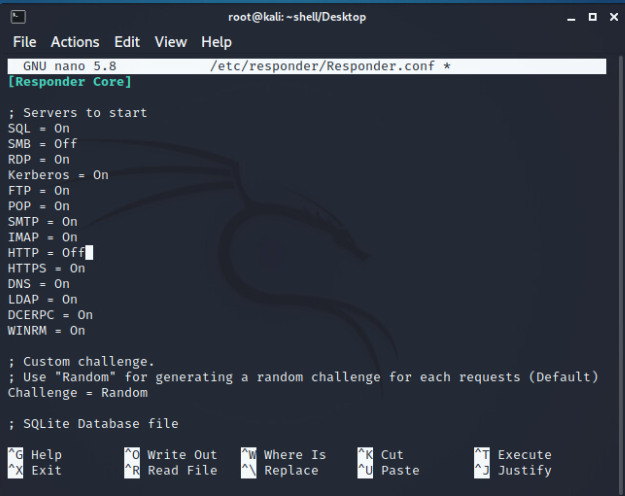 root@kali: ~shell/Desktop
File Actions Edit View Help
GNU nano 5.8 /etc/responder/Responder.conf *
[Responder Core]
; Servers to start
SQL = On
SMB = Off
RDP = On
Kerberos = On
FTP = On
POP = On
SMTP = On
IMAP = On
HTTP = Off
HTTPS = On
DNS = On
LDAP = On
DCERPC = On
WINRM = On
; Custom challenge.
; Use "Random" for generating a random challenge for each requests (Default)
Challenge = Random
; SQLite Database file
^G Help ^O Write Out ^W Where Is ^K Cut ^T Execute
^X Exit ^R Read File ^\ Replace ^U Paste ^J Justify